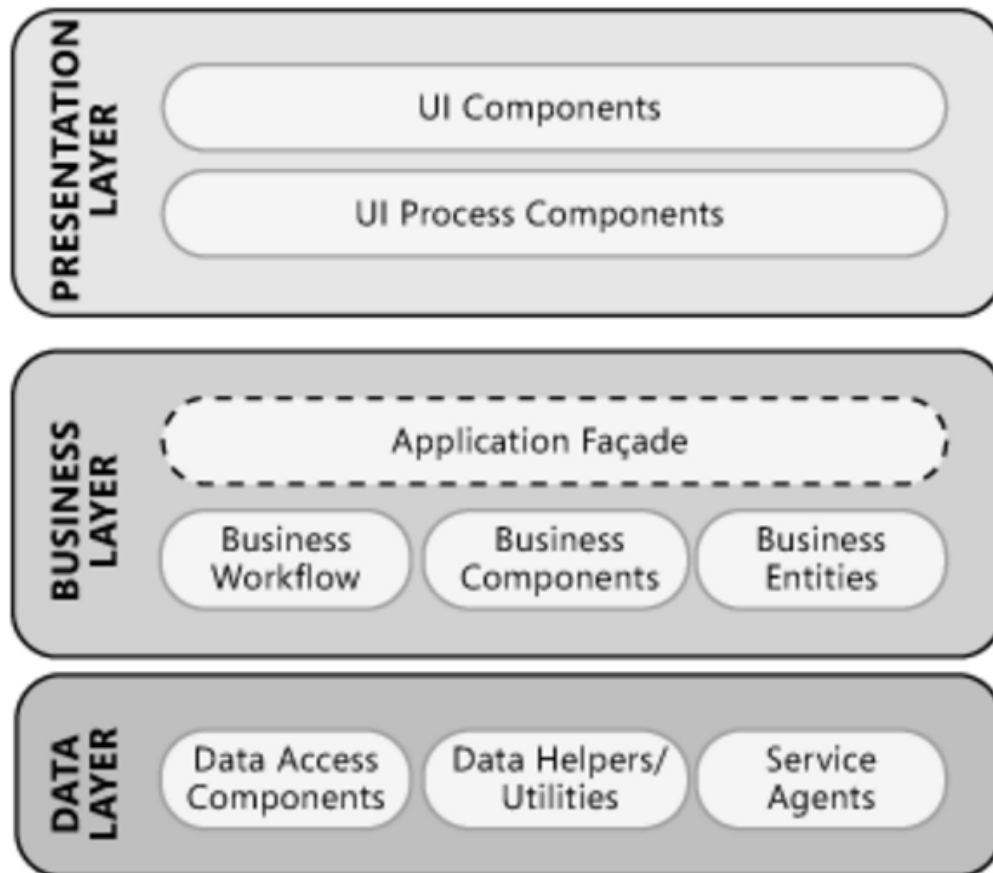 PRESENTATION
LAYER
UI Components
UI Process Components
BUSINESS
LAYER
Application Façade
Business
Workflow
Business
Components
Business
Entities
DATA
LAYER
Data Access
Components
Data Helpers/
Utilities
Service
Agents